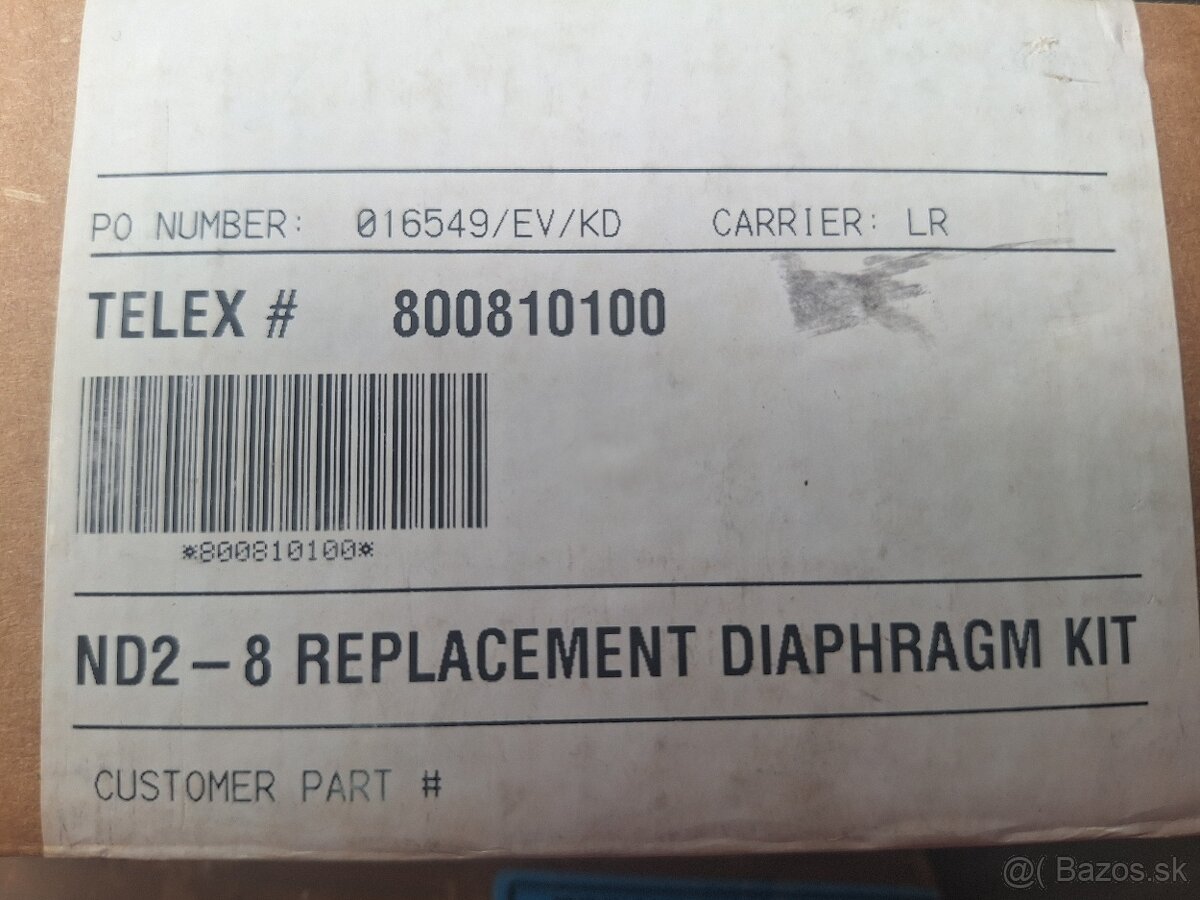 PO NUMBER: 016549/EV/KD CARRIER: LR
TELEX # 800810100
*800810100*
ND2-8 REPLACEMENT DIAPHRAGM KIT
CUSTOMER PART #
@( Bazos.sk